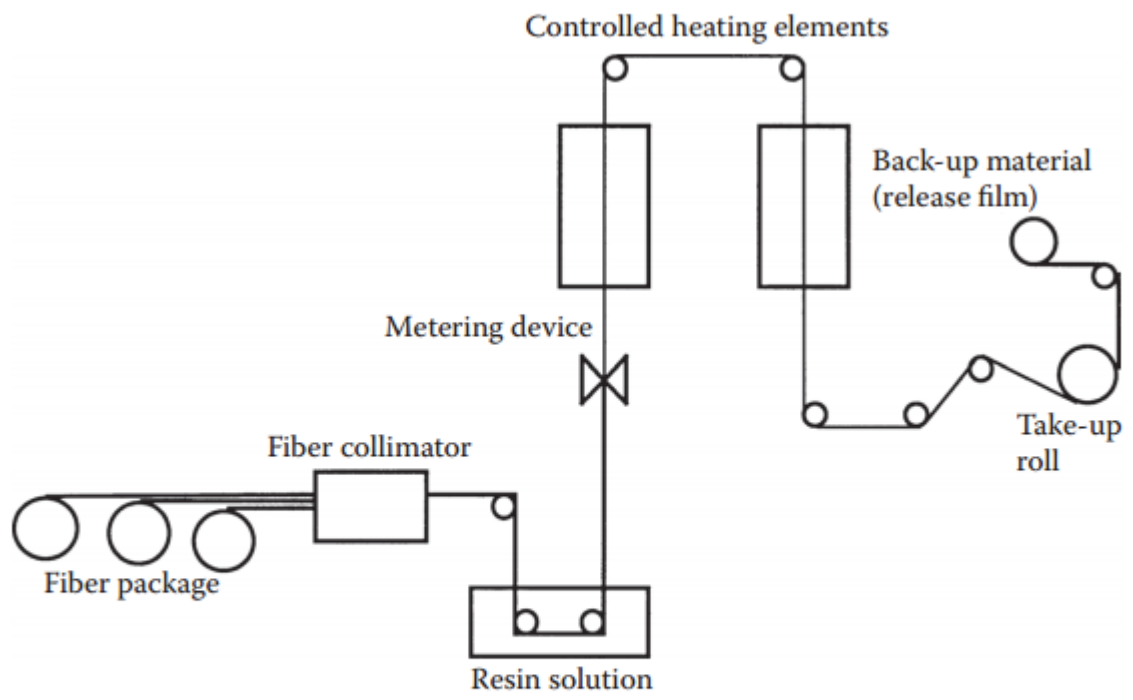 Controlled heating elements
Back-up material
(release film)
Metering device
Take-up
roll
Fiber collimator
Fiber package
Resin solution